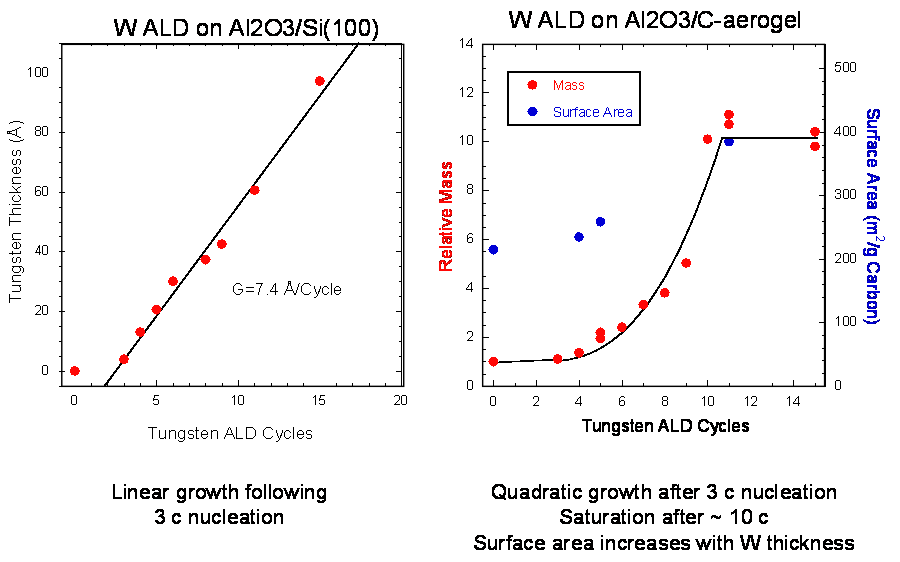 W ALD on Al2O3/Si(100)
Tungsten Thickness (Å)
100
80
60
40
20
0
G=7.4 Å/Cycle
0 5 10 15 20
Tungsten ALD Cycles
Linear growth following
3 c nucleation
W ALD on Al2O3/C-aerogel
Relative Mass
14
12
10
8
6
4
2
0
Mass
Surface Area
500
400
300
200
100
0
Surface Area (m²/g Carbon)
0 2 4 6 8 10 12 14
Tungsten ALD Cycles
Quadratic growth after 3 c nucleation
Saturation after ~ 10 c
Surface area increases with W thickness